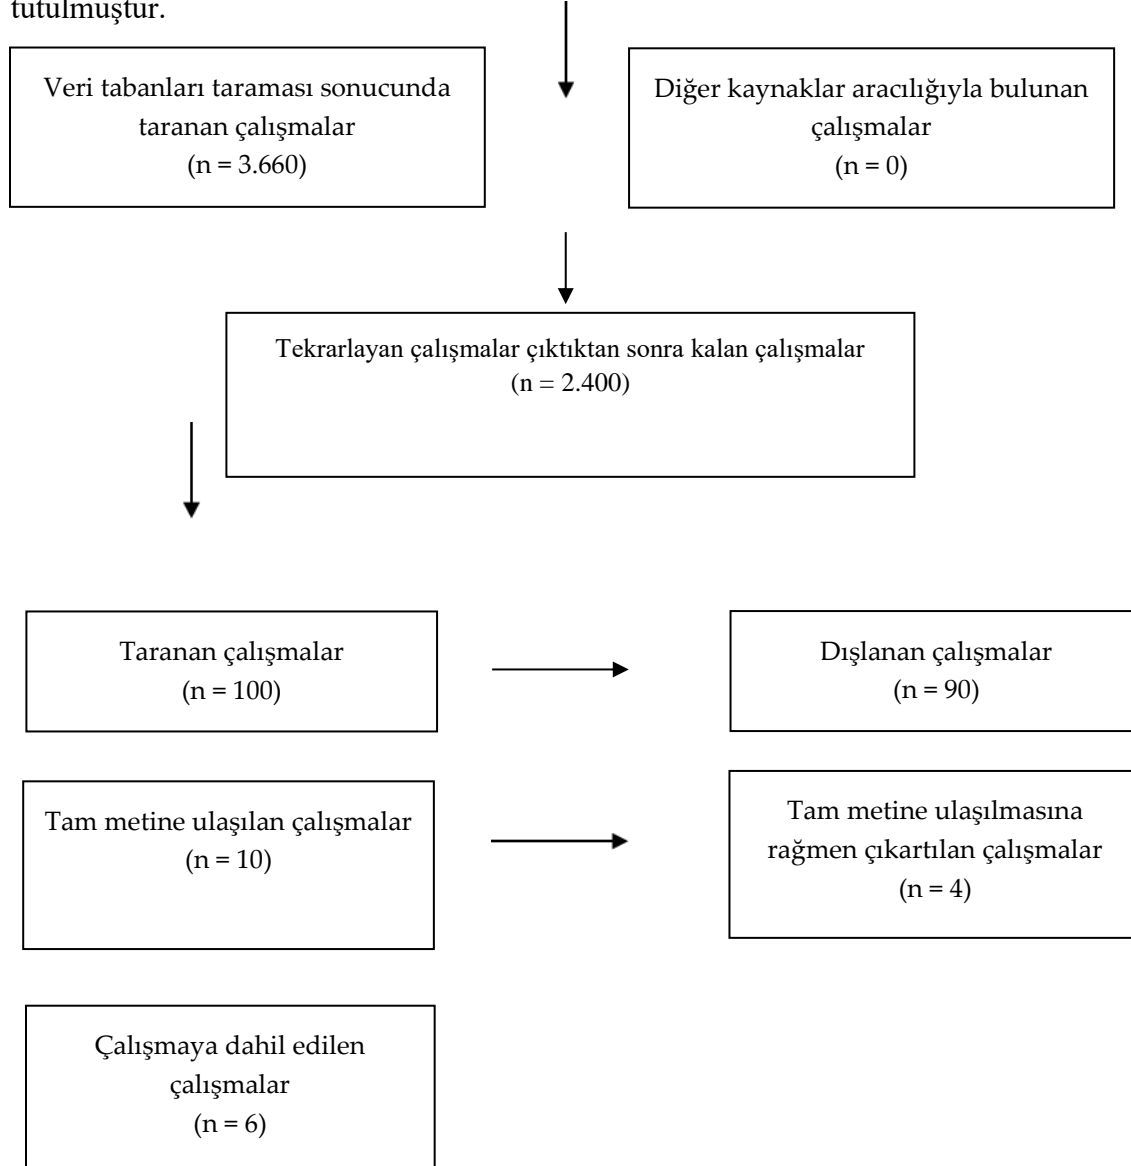 tutulmuştur.
Veri tabanları taraması sonucunda
taranan çalışmalar
(n = 3.660)
Diğer kaynaklar aracılığıyla bulunan
çalışmalar
(n = 0)
Tekrarlayan çalışmalar çıktıktan sonra kalan çalışmalar
(n = 2.400)
Taranan çalışmalar
(n = 100)
Dışlanan çalışmalar
(n = 90)
Tam metine ulaşılan çalışmalar
(n = 10)
Tam metine ulaşılmasına
rağmen çıkartılan çalışmalar
(n = 4)
Çalışmaya dahil edilen
çalışmalar
(n = 6)